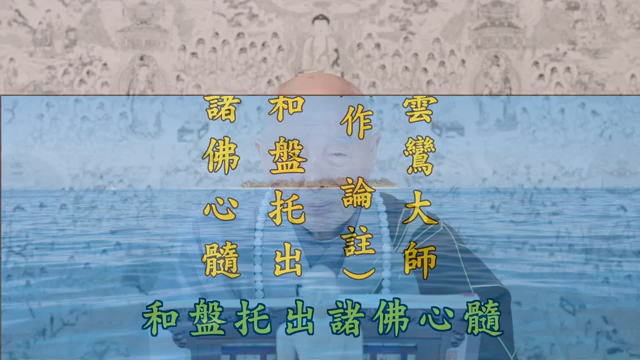 雲鸞大師
作論註）
和盤托出
諸佛心髓
和盤托出諸佛心髓